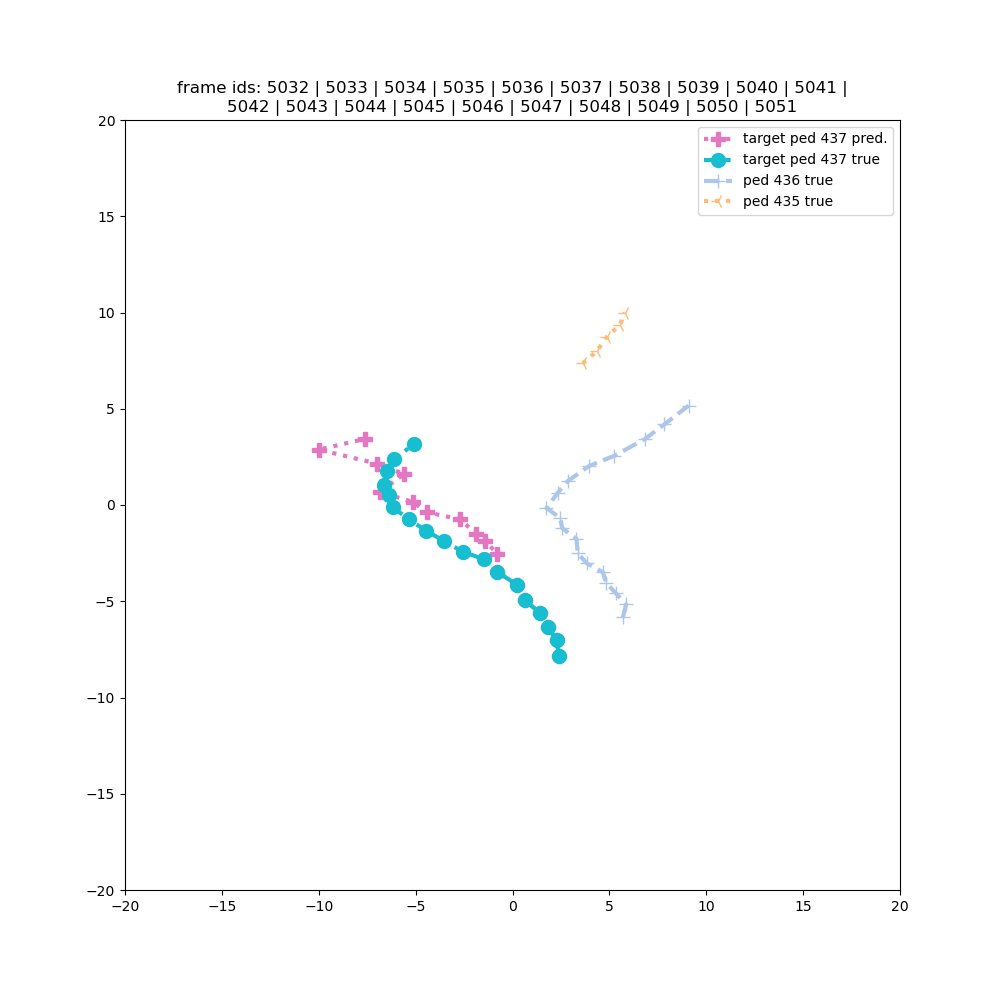 frame ids: 5032 | 5033 | 5034 | 5035 | 5036 | 5037 | 5038 | 5039 | 5040 | 5041 |
5042 | 5043 | 5044 | 5045 | 5046 | 5047 | 5048 | 5049 | 5050 | 5051
target ped 437 pred.
target ped 437 true
ped 436 true
ped 435 true
20
15
10
5
0
−5
−10
−15
−20
−20 −15 −10 −5 0 5 10 15 20